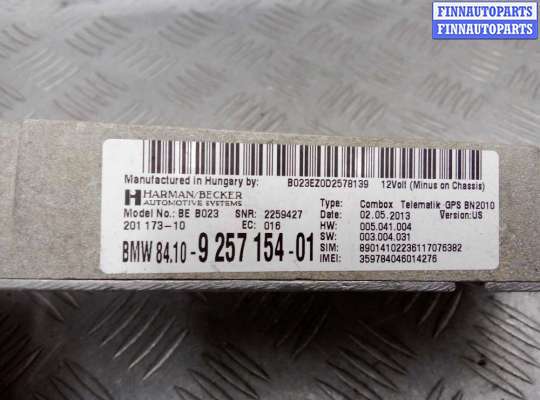 FINNAUTOPARTS
FINNAUTOPARTS
Manufactured in Hungary by: B023EZ0D2578139 12Volt (Minus on Chassis)
HARMAN/BECKER
AUTOMOTIVE SYSTEMS
Type: Combox Telematik GPS BN2010
Date: 02.05.2013 Version:US
Model No.: BE B023 SNR: 2259427
HW: 005.041.004
201 173-10 EC: 016
SW: 003.004.031
BMW 84.10-9 257 154-01
SIM: 89014102236117076382
IMEI: 359784046014276